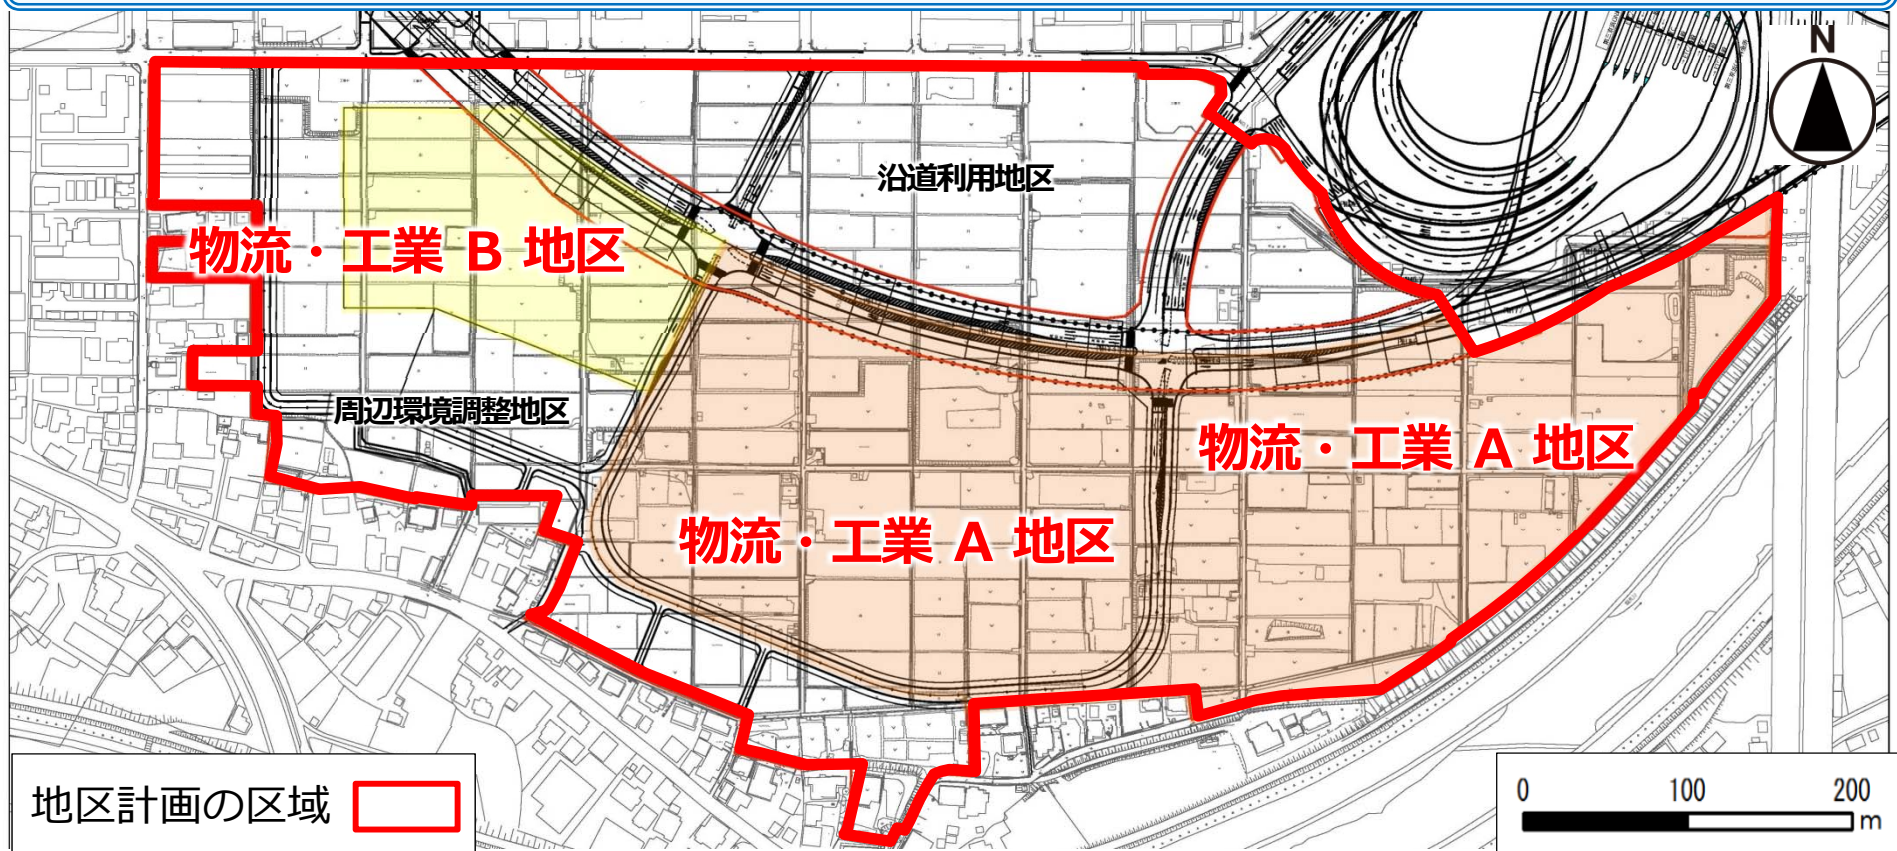 N
沿道利用地区
物流・工業 B 地区
周辺環境調整地区
物流・工業 A 地区
物流・工業 A 地区
地区計画の区域
0 100 200
m